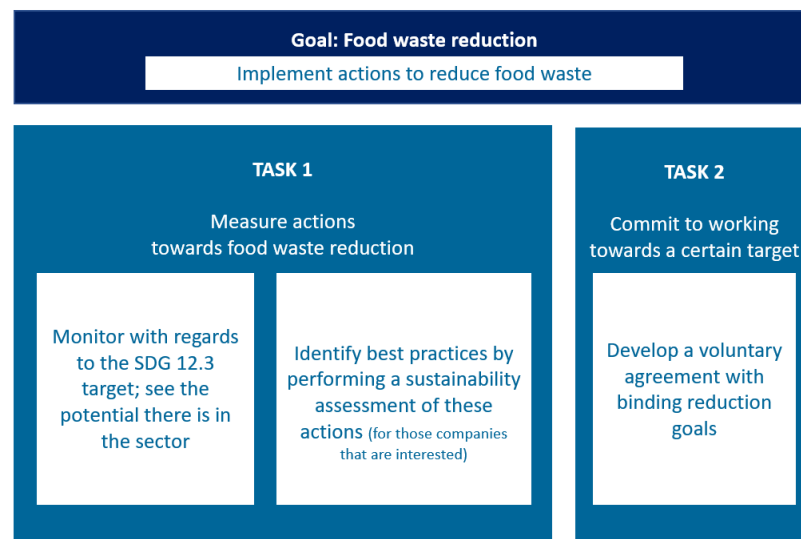 Goal: Food waste reduction
Implement actions to reduce food waste
TASK 1
Measure actions
towards food waste reduction
Monitor with regards
to the SDG 12.3
target; see the
potential there is in
the sector
Identify best practices by
performing a sustainability
assessment of these
actions (for those companies
that are interested)
TASK 2
Commit to working
towards a certain target
Develop a voluntary
agreement with
binding reduction
goals